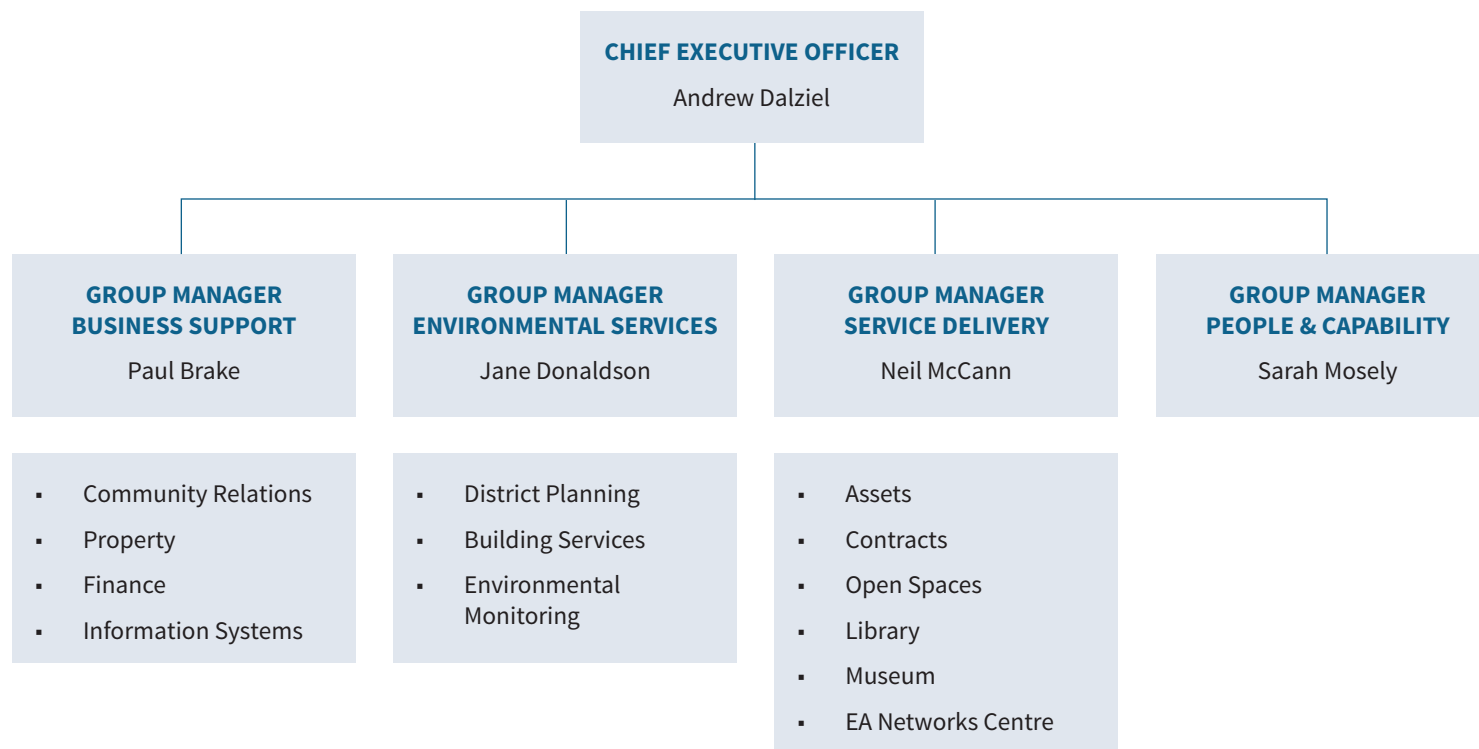 CHIEF EXECUTIVE OFFICER
Andrew Dalziel
GROUP MANAGER
BUSINESS SUPPORT
Paul Brake
GROUP MANAGER
ENVIRONMENTAL SERVICES
Jane Donaldson
GROUP MANAGER
SERVICE DELIVERY
Neil McCann
GROUP MANAGER
PEOPLE & CAPABILITY
Sarah Mosely
▪ Community Relations
▪ Property
▪ Finance
▪ Information Systems
▪ District Planning
▪ Building Services
▪ Environmental
Monitoring
▪ Assets
▪ Contracts
▪ Open Spaces
▪ Library
▪ Museum
▪ EA Networks Centre